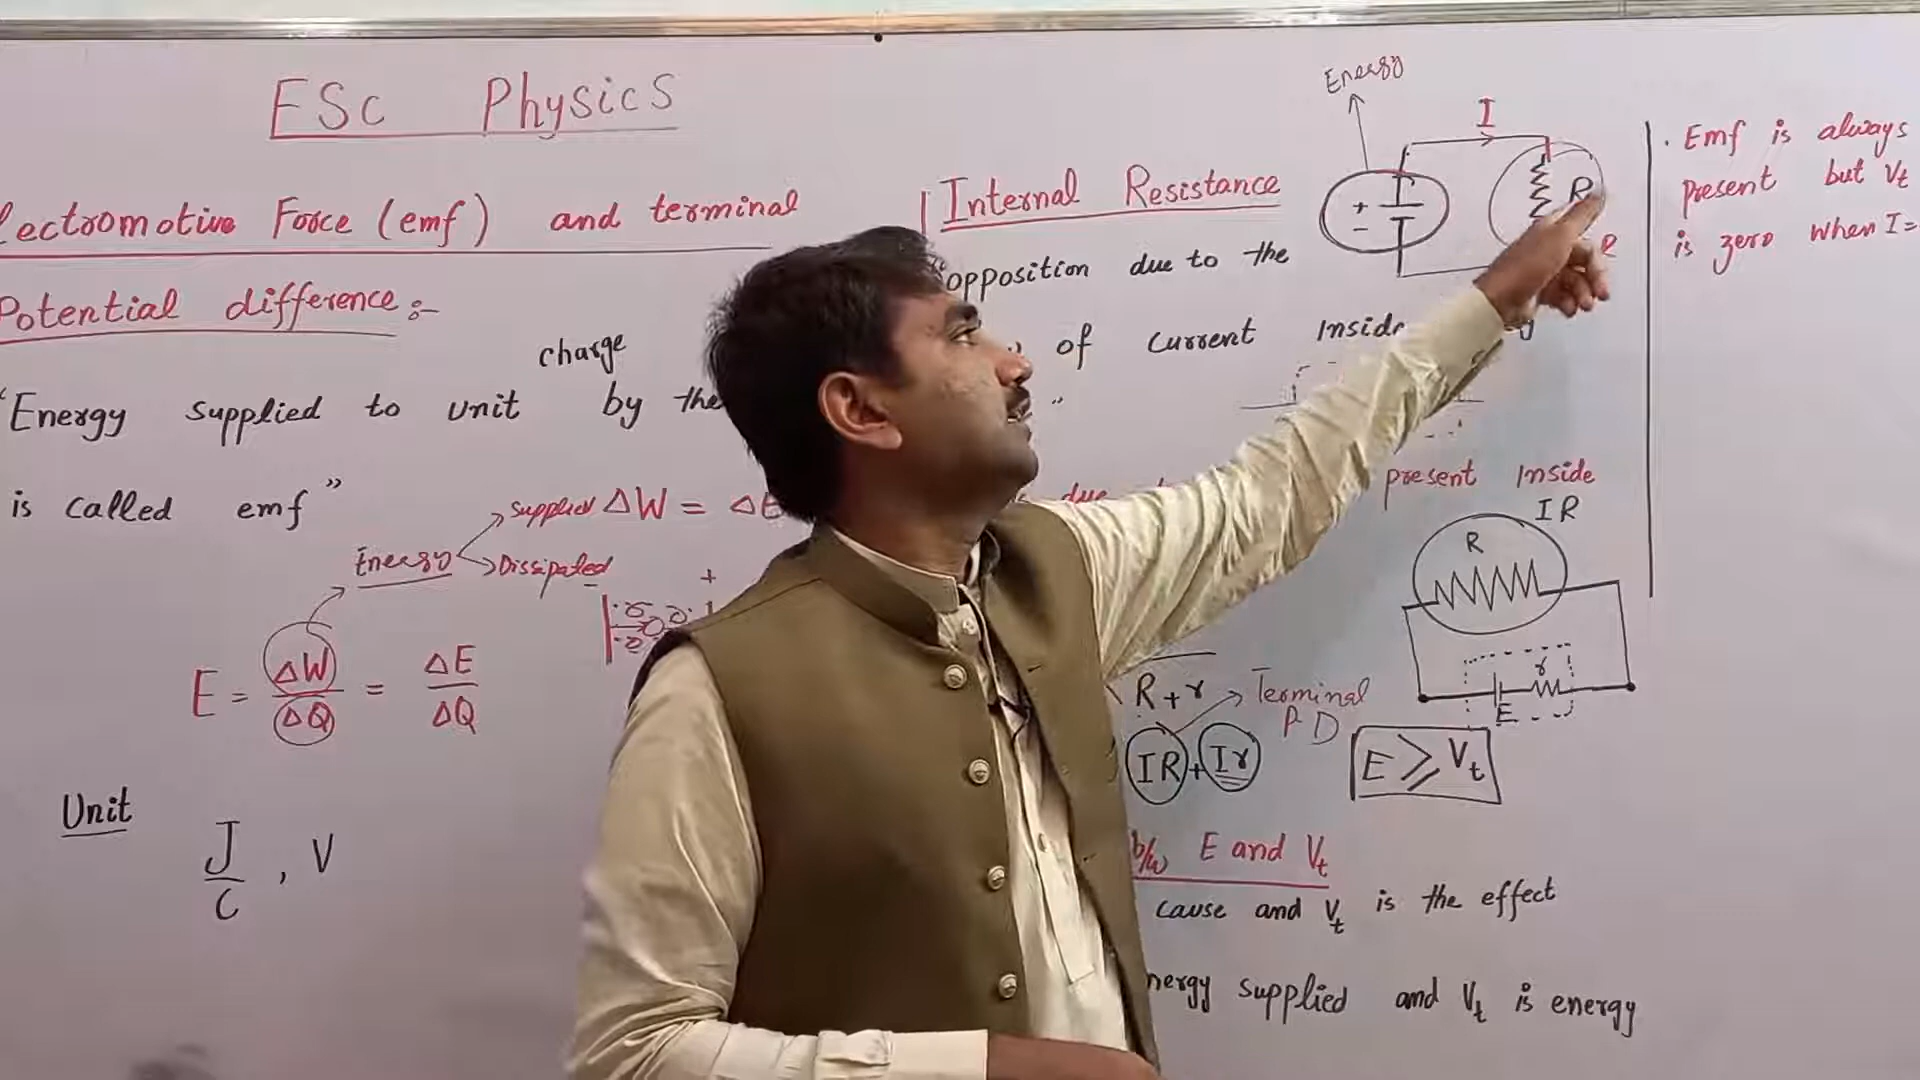 ESc Physics
lectromotive Force (emf) and terminal
Potential difference :-
charge
"Energy supplied to unit by the
is called emf"
supplied ΔW = ΔE
Energy
Dissipated
+
E = ΔW/ΔQ = ΔE/ΔQ
Unit
J/C , V
Internal Resistance
"opposition due to the
of current Inside
"
due
present Inside
Energy
I
+
-
R
IR
R
r
E
R+r → Terminal
PD
IR + Ir
E ⩾ Vt
b/w E and Vt
cause and Vt is the effect
nergy supplied and Vt is energy
. Emf is always
present but Vt
is zero when I=